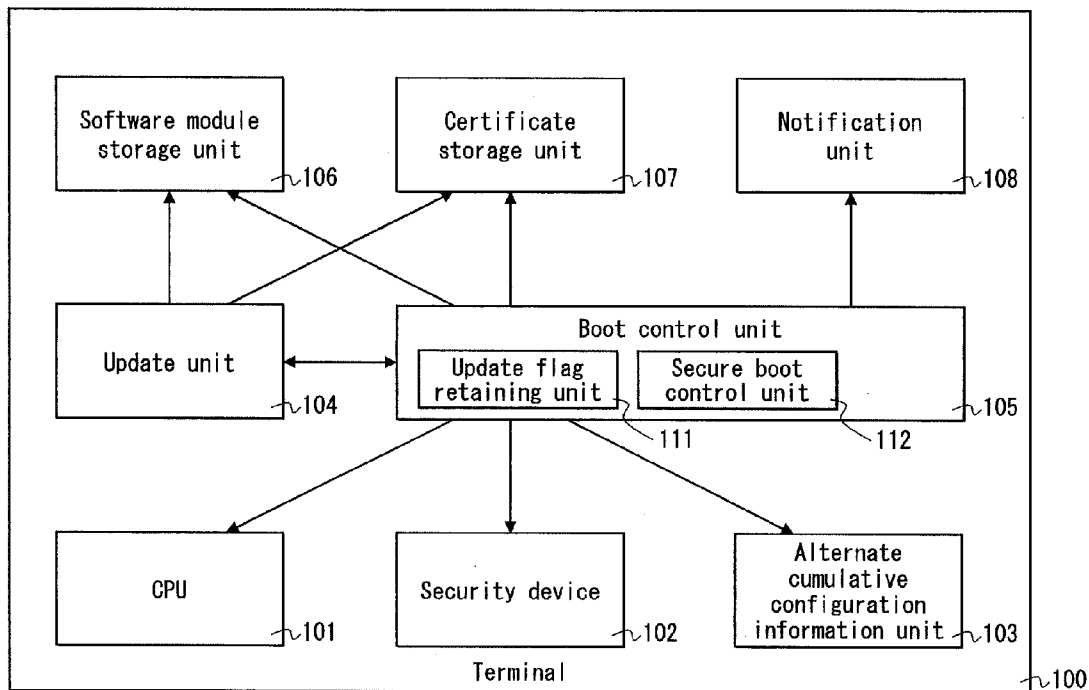 Software module
storage unit
106
Certificate
storage unit
107
Notification
unit
108
Update unit
104
Boot control unit
Update flag
retaining unit
111
Secure boot
control unit
112
105
CPU
101
Security device
102
Alternate
cumulative
configuration
information unit
103
Terminal
100